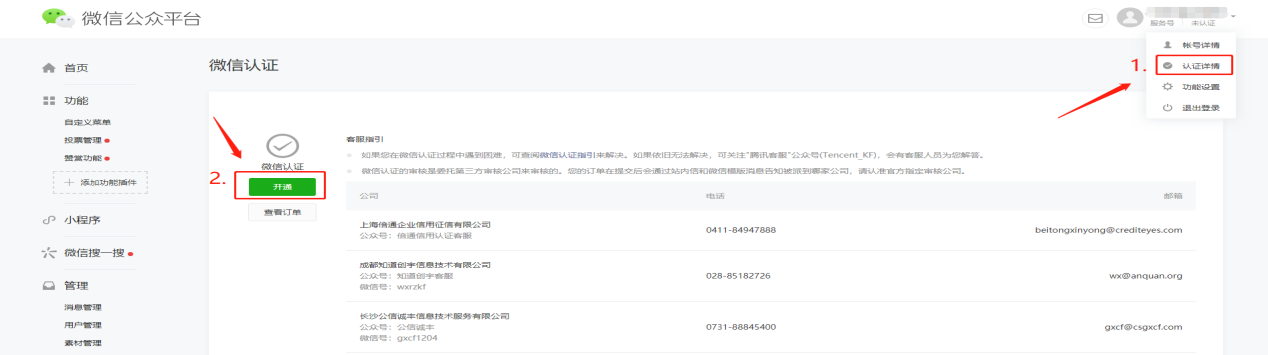 微信公众平台
服务号 未认证
帐号详情
1. 认证详情
功能设置
退出登录
首页
功能
自定义菜单
投票管理
赞赏功能
+ 添加功能插件
小程序
微信搜一搜
管理
消息管理
用户管理
素材管理
微信认证
微信认证
2. 开通
查看订单
客服指引
如果您在微信认证过程中遇到困难，可查阅微信认证指引来解决。如果依旧无法解决，可关注"腾讯客服"公众号(Tencent_KF)，会有客服人员为您解答。
微信认证的审核是委托第三方审核公司来审核的。您的订单在提交后会通过站内信和微信模版消息告知被派到哪家公司，请认准官方指定审核公司。
公司 电话 邮箱
上海倍通企业信用征信有限公司
公众号：倍通信用认证客服
0411-84947888 beitongxinyong@crediteyes.com
成都知道创宇信息技术有限公司
公众号：知道创宇客服
微信号：wxrzkf
028-85182726 wx@anquan.org
长沙公信诚丰信息技术服务有限公司
公众号：公信诚丰
微信号：gxcf1204
0731-88845400 gxcf@csgxcf.com